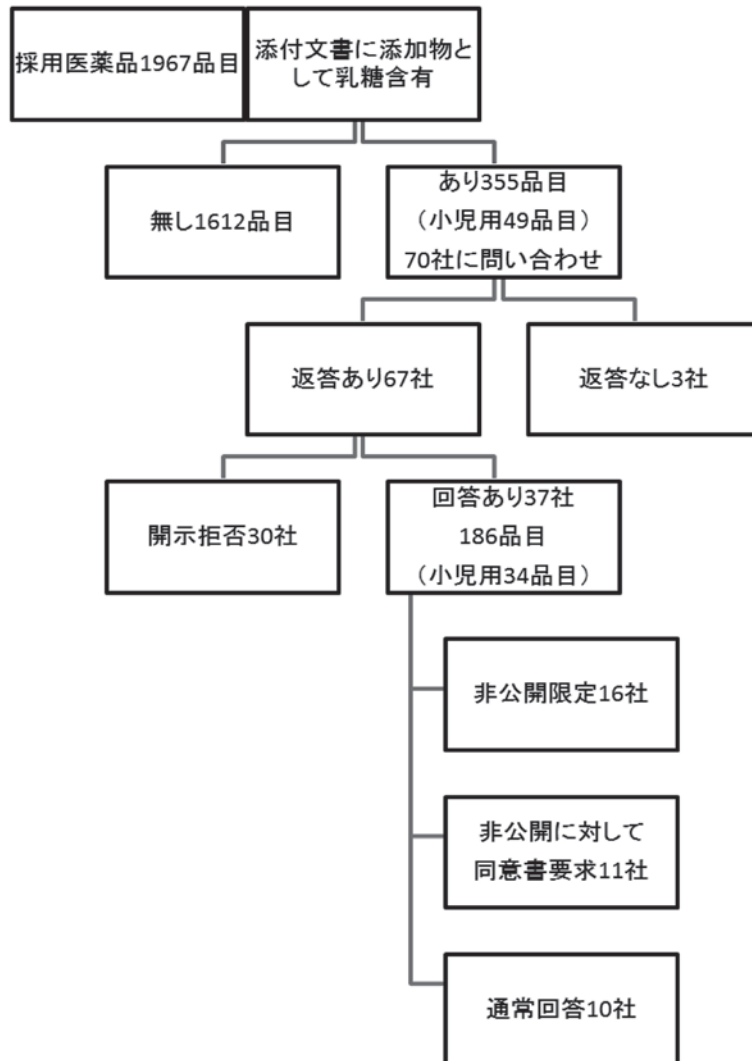 採用医薬品1967品目
添付文書に添加物と
して乳糖含有
無し1612品目
あり355品目
（小児用49品目）
70社に問い合わせ
返答あり67社
返答なし3社
開示拒否30社
回答あり37社
186品目
（小児用34品目）
非公開限定16社
非公開に対して
同意書要求11社
通常回答10社